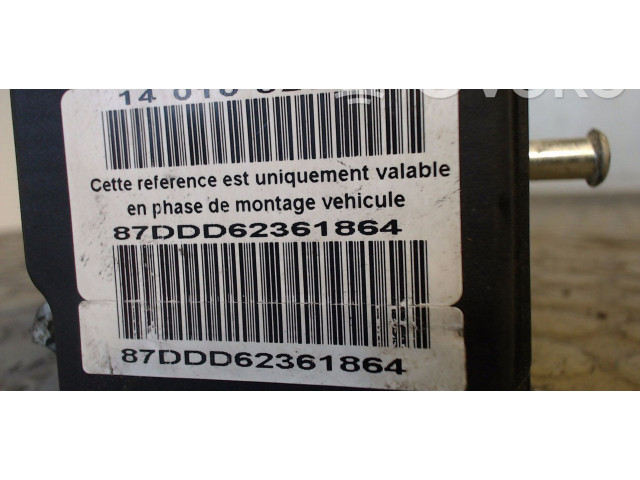 Cette reference est uniquement valable
en phase de montage vehicule
87DDD62361864
87DDD62361864